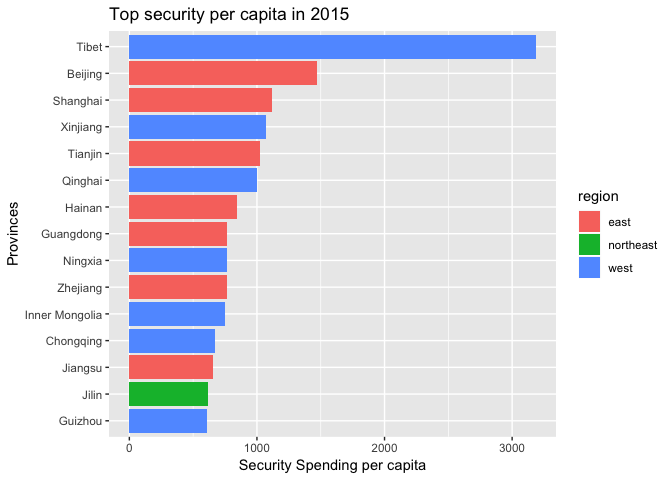 Top security per capita in 2015
Provinces
Tibet
Beijing
Shanghai
Xinjiang
Tianjin
Qinghai
Hainan
Guangdong
Ningxia
Zhejiang
Inner Mongolia
Chongqing
Jiangsu
Jilin
Guizhou
0 1000 2000 3000
Security Spending per capita
region
east
northeast
west